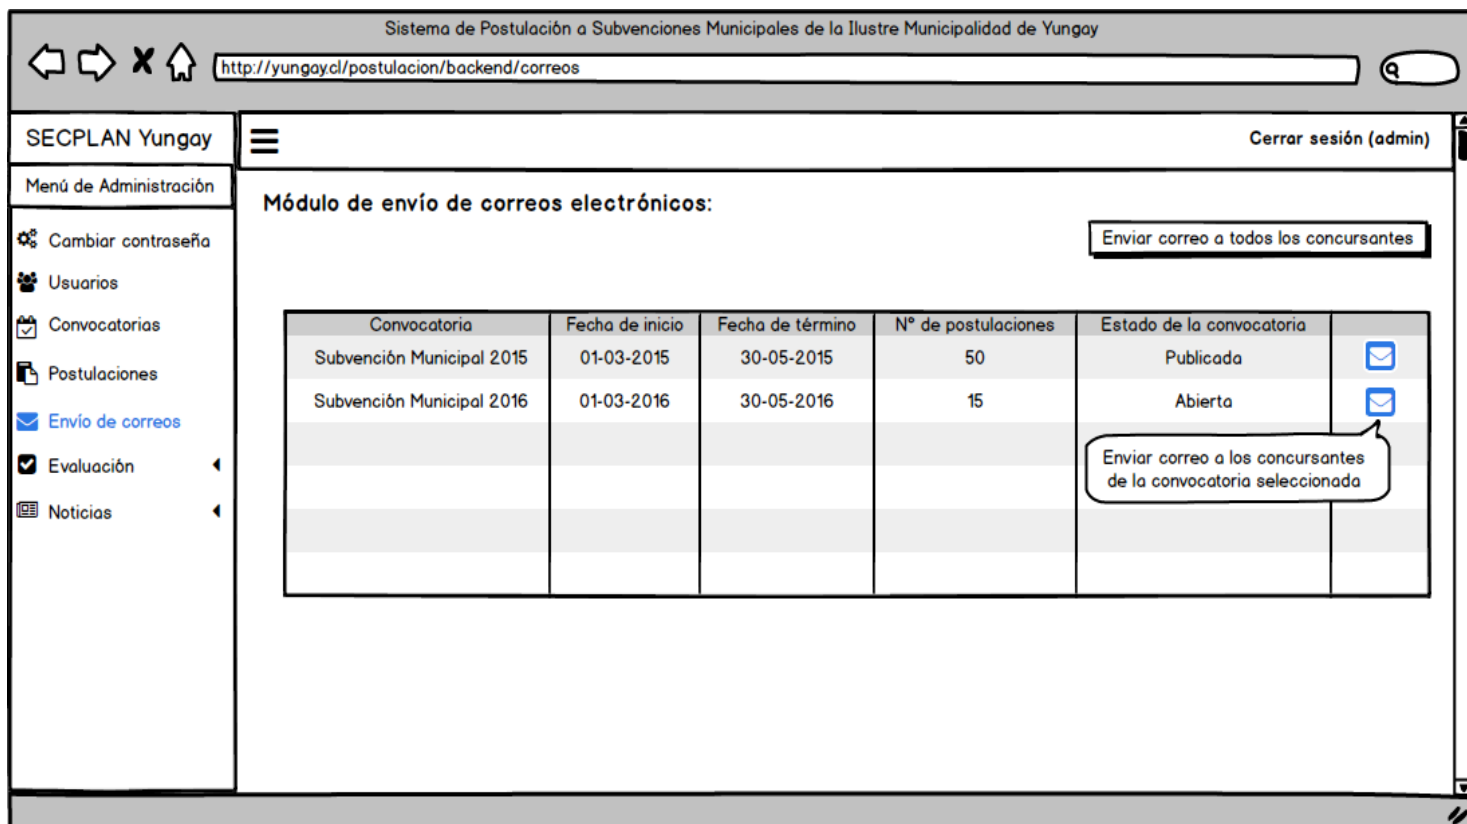 Sistema de Postulación a Subvenciones Municipales de la Ilustre Municipalidad de Yungay
http://yungay.cl/postulacion/backend/correos
SECPLAN Yungay
Cerrar sesión (admin)
Menú de Administración
Cambiar contraseña
Usuarios
Convocatorias
Postulaciones
Envío de correos
Evaluación
Noticias
Módulo de envío de correos electrónicos:
Enviar correo a todos los concursantes
Convocatoria Fecha de inicio Fecha de término N° de postulaciones Estado de la convocatoria
Subvención Municipal 2015 01-03-2015 30-05-2015 50 Publicada
Subvención Municipal 2016 01-03-2016 30-05-2016 15 Abierta
Enviar correo a los concursantes
de la convocatoria seleccionada